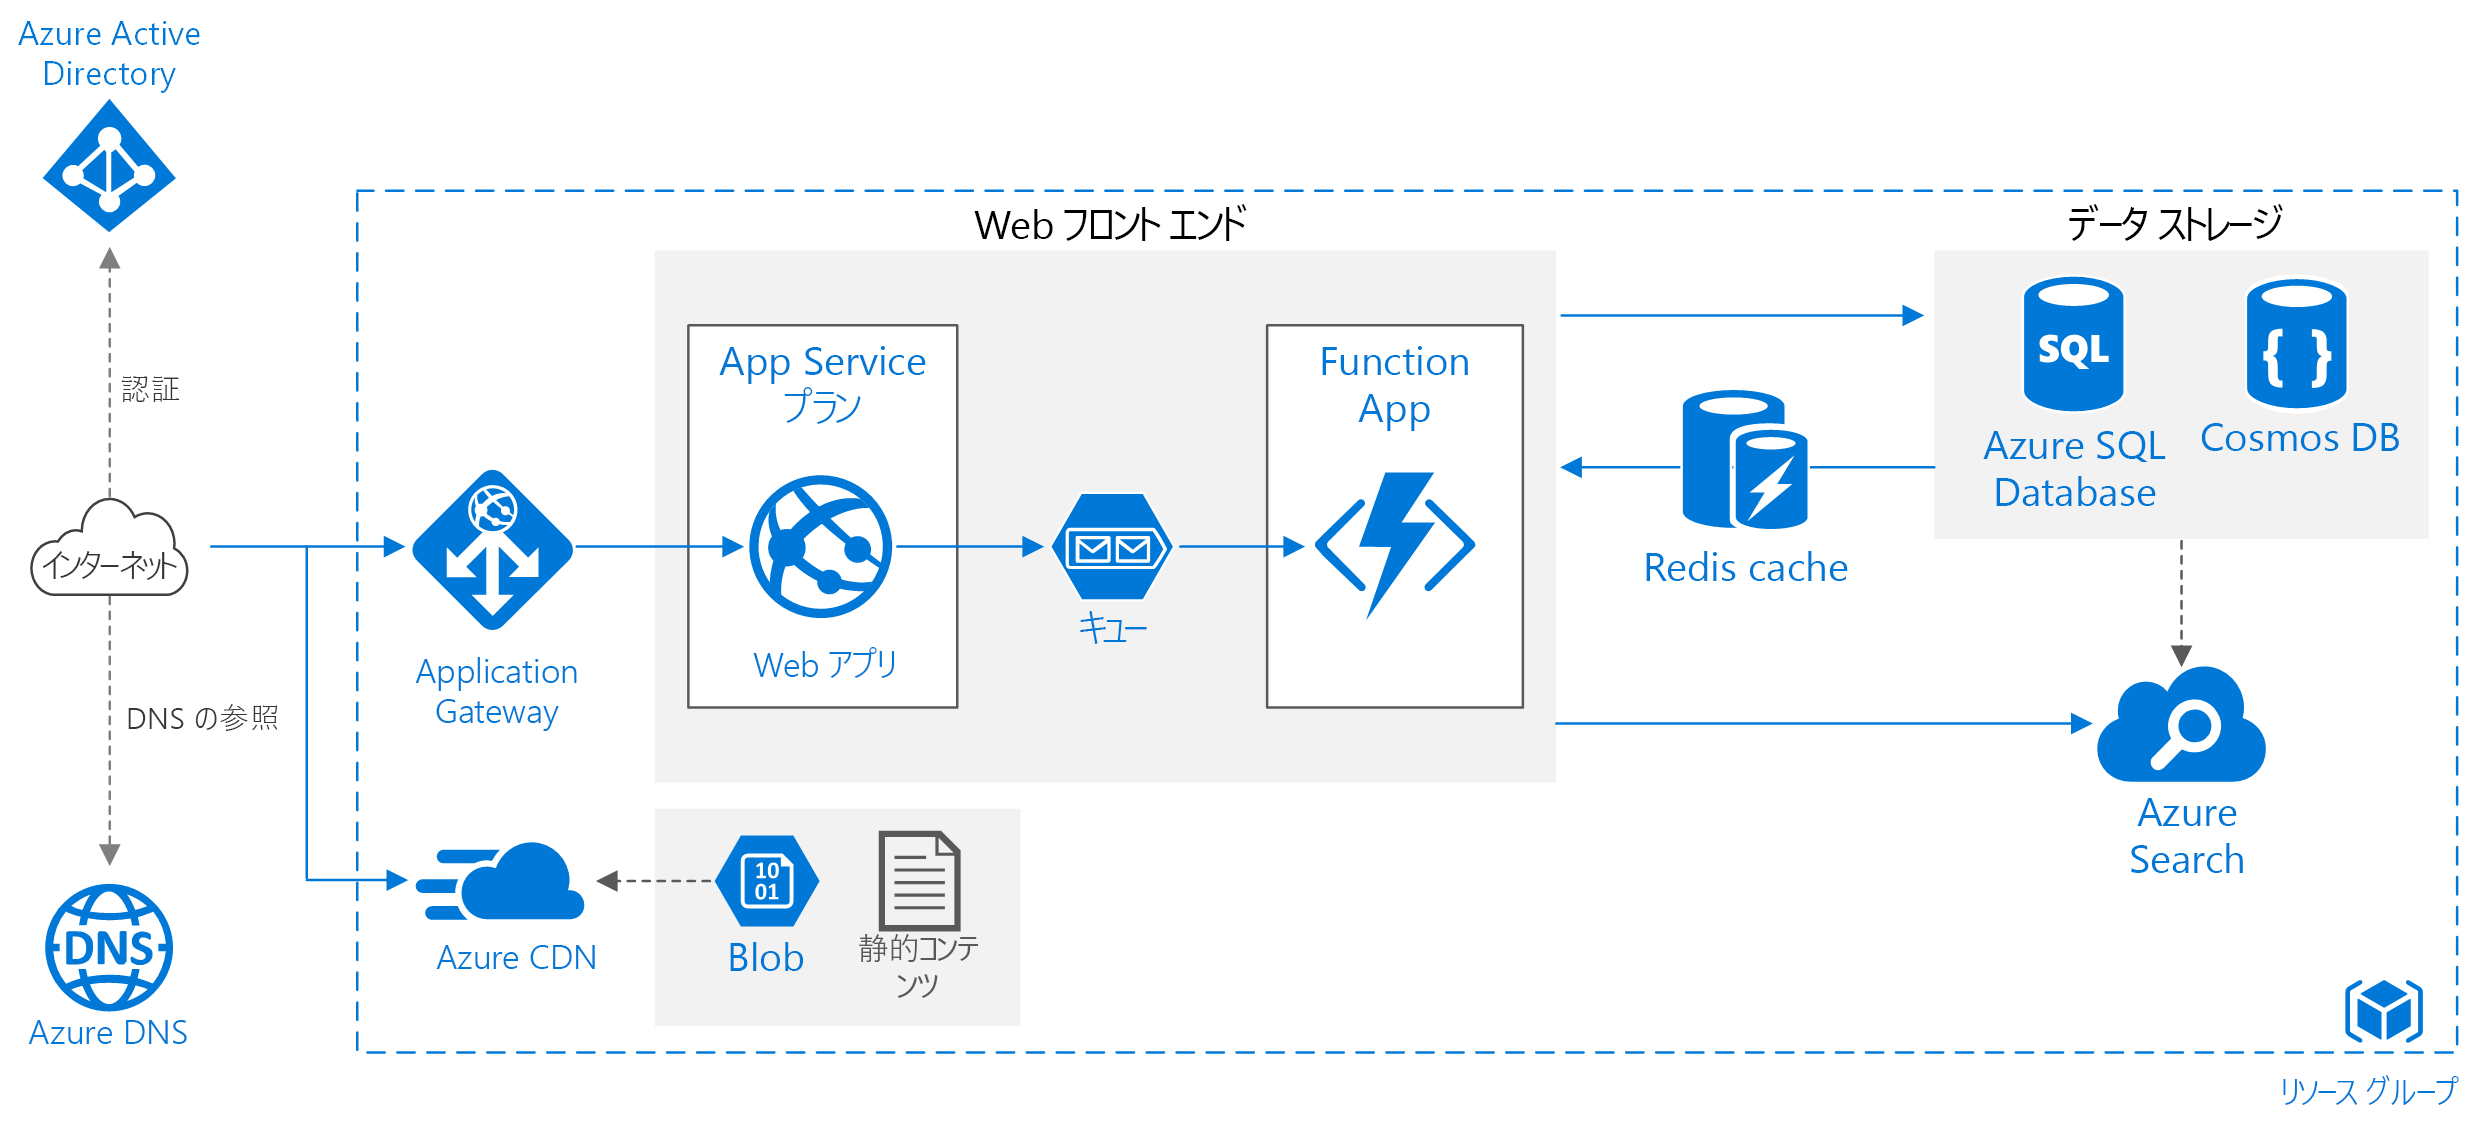 Azure Active
Directory
認証
インターネット
DNS の参照
DNS
Azure DNS
Web フロント エンド
データ ストレージ
App Service
プラン
Web アプリ
キュー
Function
App
Application
Gateway
Redis cache
SQL
Azure SQL
Database
{ }
Cosmos DB
Azure
Search
Azure CDN
10
01
Blob
静的コンテ
ンツ
リソース グループ